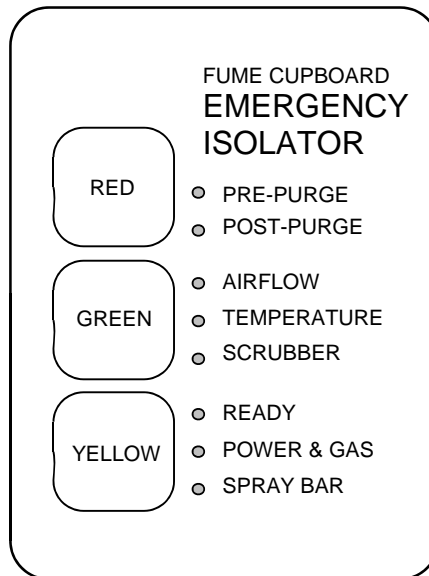 FUME CUPBOARD
EMERGENCY
ISOLATOR
RED
PRE-PURGE
POST-PURGE
GREEN
AIRFLOW
TEMPERATURE
SCRUBBER
YELLOW
READY
POWER & GAS
SPRAY BAR